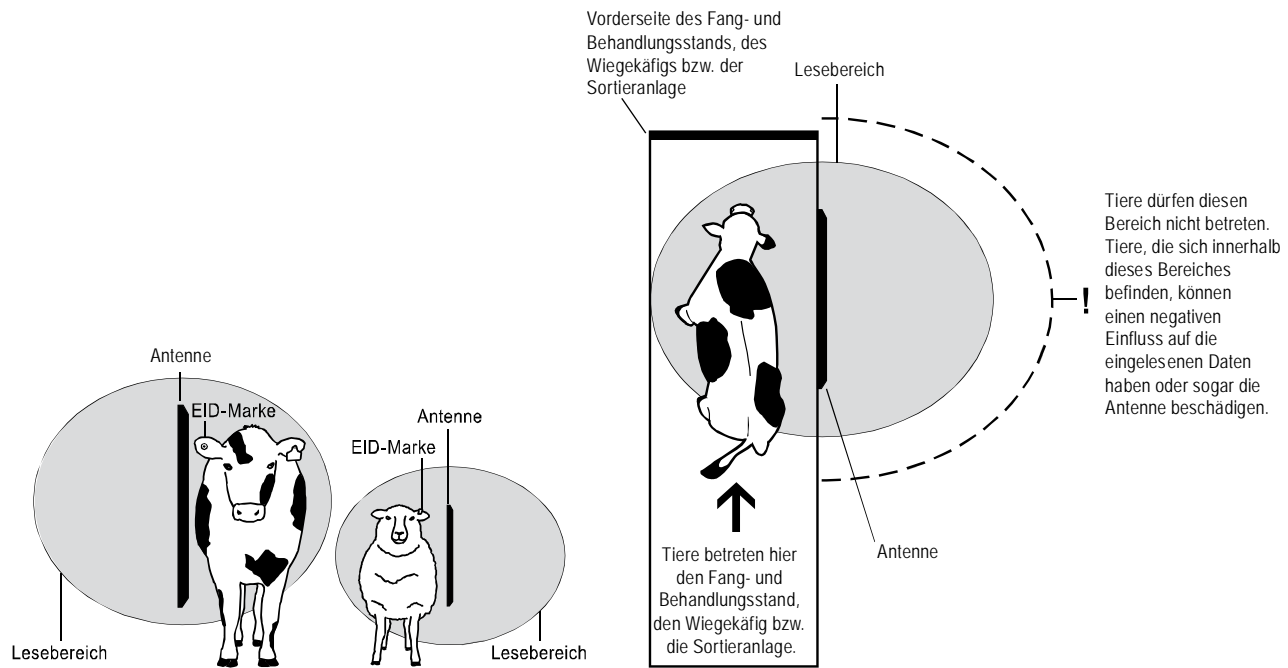 Vorderseite des Fang- und
Behandlungsstands, des
Wiegekäfigs bzw. der
Sortieranlage
Lesebereich
Tiere dürfen diesen
Bereich nicht betreten.
Tiere, die sich innerhalb
dieses Bereiches
befinden, können
einen negativen
Einfluss auf die
eingelesenen Daten
haben oder sogar die
Antenne beschädigen.
!
Antenne
EID-Marke
Antenne
EID-Marke
Lesebereich
Lesebereich
Antenne
Tiere betreten hier
den Fang- und
Behandlungsstand,
den Wiegekäfig bzw.
die Sortieranlage.